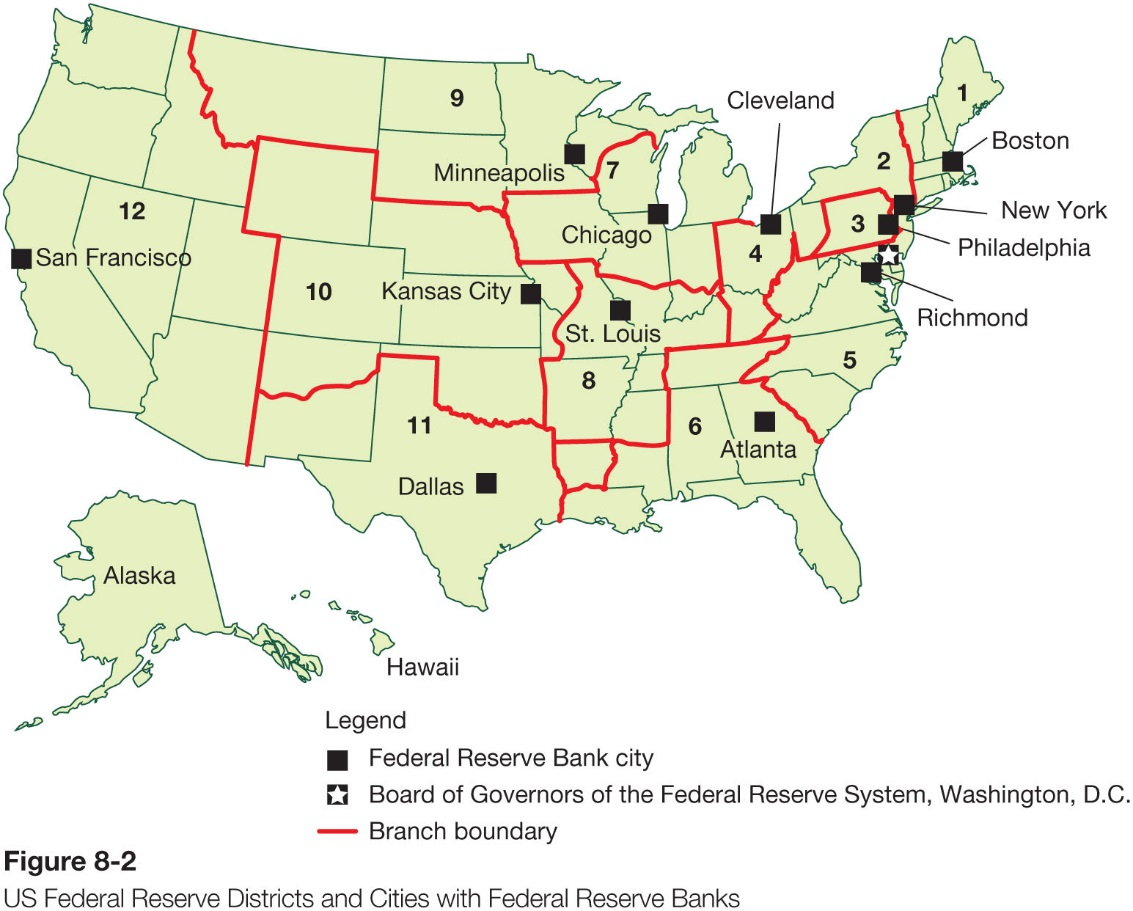 1
9
Cleveland
Boston
Minneapolis
7
2
12
New York
3
Chicago
Philadelphia
San Francisco
4
10
Kansas City
Richmond
St. Louis
5
8
11
6
Atlanta
Dallas
Alaska
Hawaii
Legend
Federal Reserve Bank city
Board of Governors of the Federal Reserve System, Washington, D.C.
Branch boundary
Figure 8-2
US Federal Reserve Districts and Cities with Federal Reserve Banks